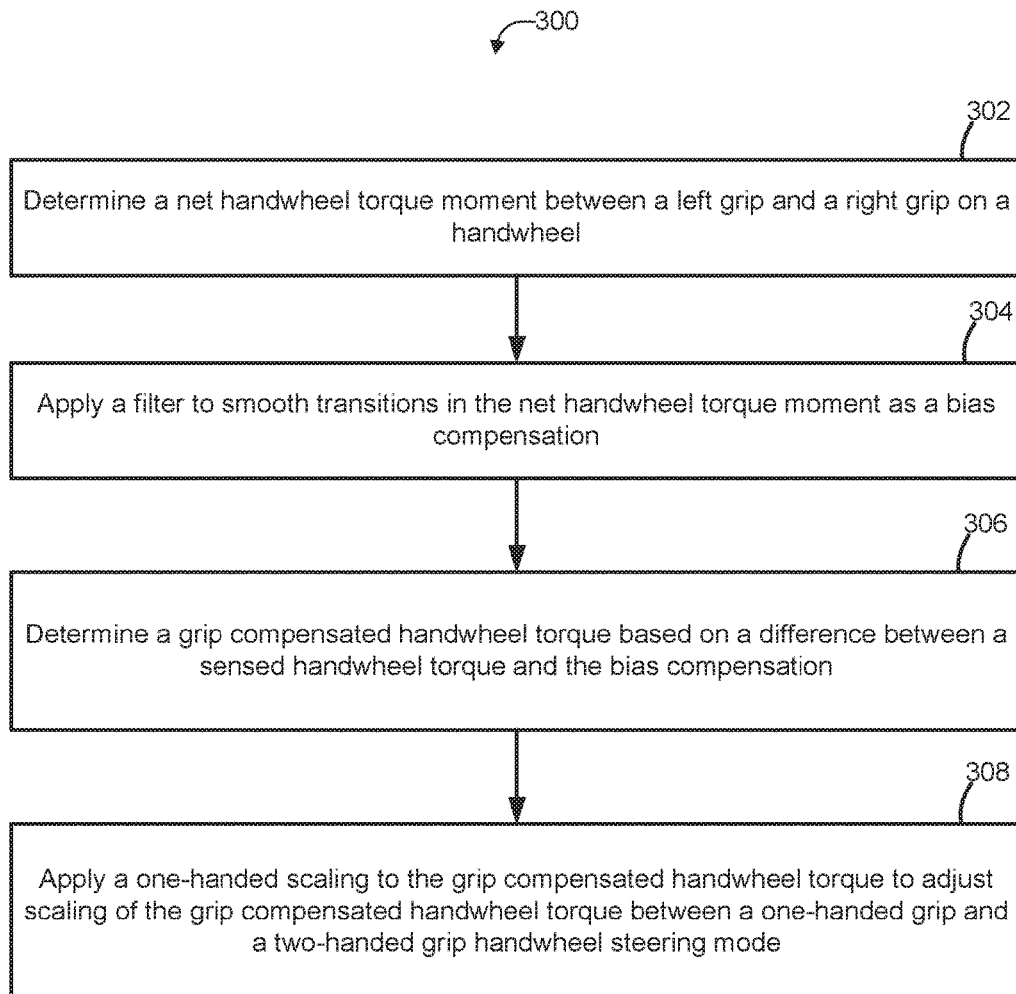 300
302
Determine a net handwheel torque moment between a left grip and a right grip on a
handwheel
304
Apply a filter to smooth transitions in the net handwheel torque moment as a bias
compensation
306
Determine a grip compensated handwheel torque based on a difference between a
sensed handwheel torque and the bias compensation
308
Apply a one-handed scaling to the grip compensated handwheel torque to adjust
scaling of the grip compensated handwheel torque between a one-handed grip and
a two-handed grip handwheel steering mode